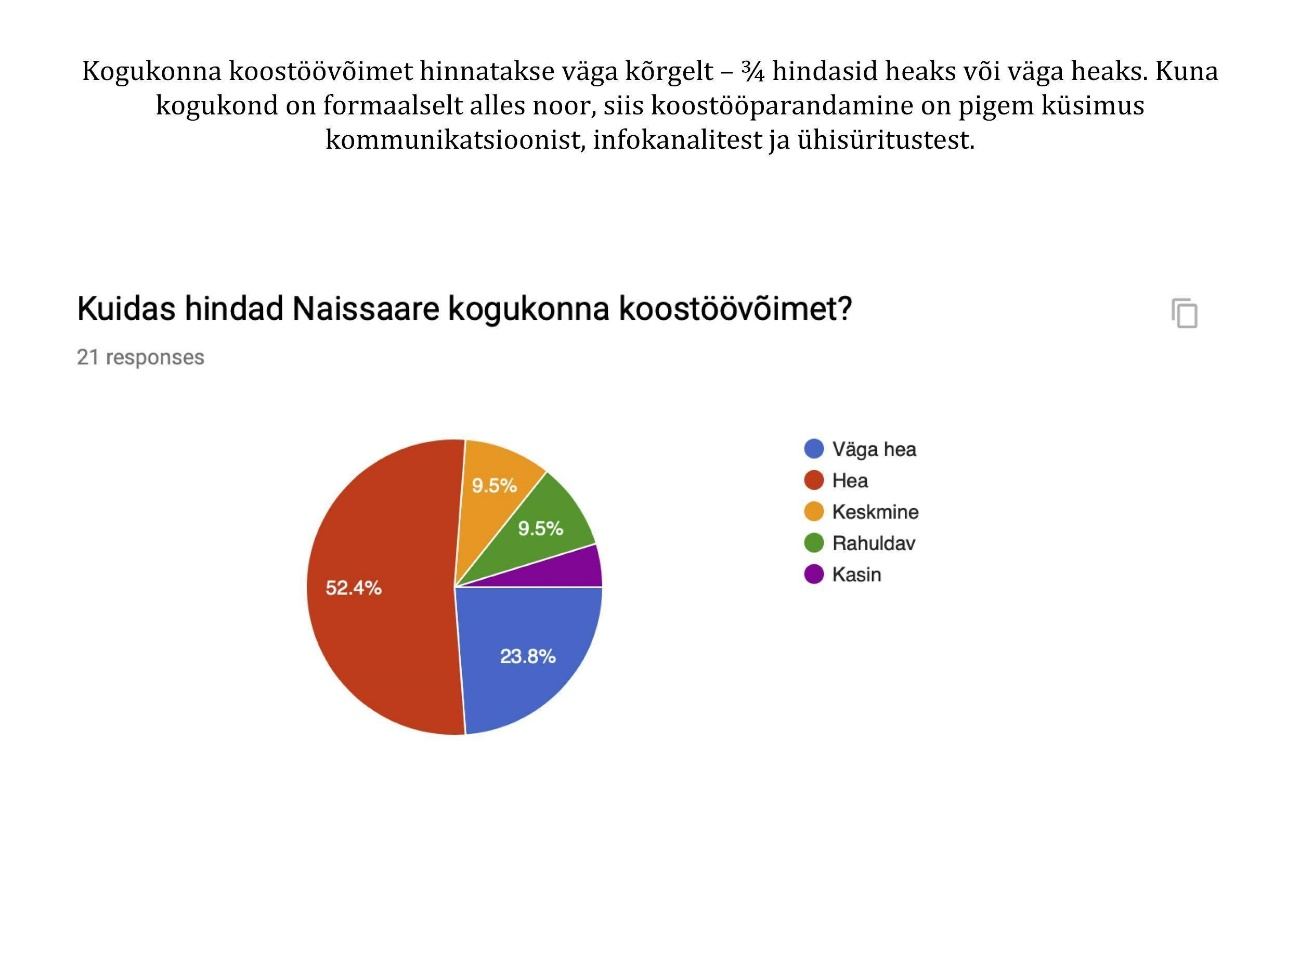 Kogukonna koostöövõimet hinnatakse väga kõrgelt – ¾ hindasid heaks või väga heaks. Kuna
kogukond on formaalselt alles noor, siis koostööparandamine on pigem küsimus
kommunikatsioonist, infokanalitest ja ühisüritustest.
Kuidas hindad Naissaare kogukonna koostöövõimet?
21 responses
Väga hea
Hea
Keskmine
Rahuldav
Kasin
9.5%
9.5%
52.4%
23.8%